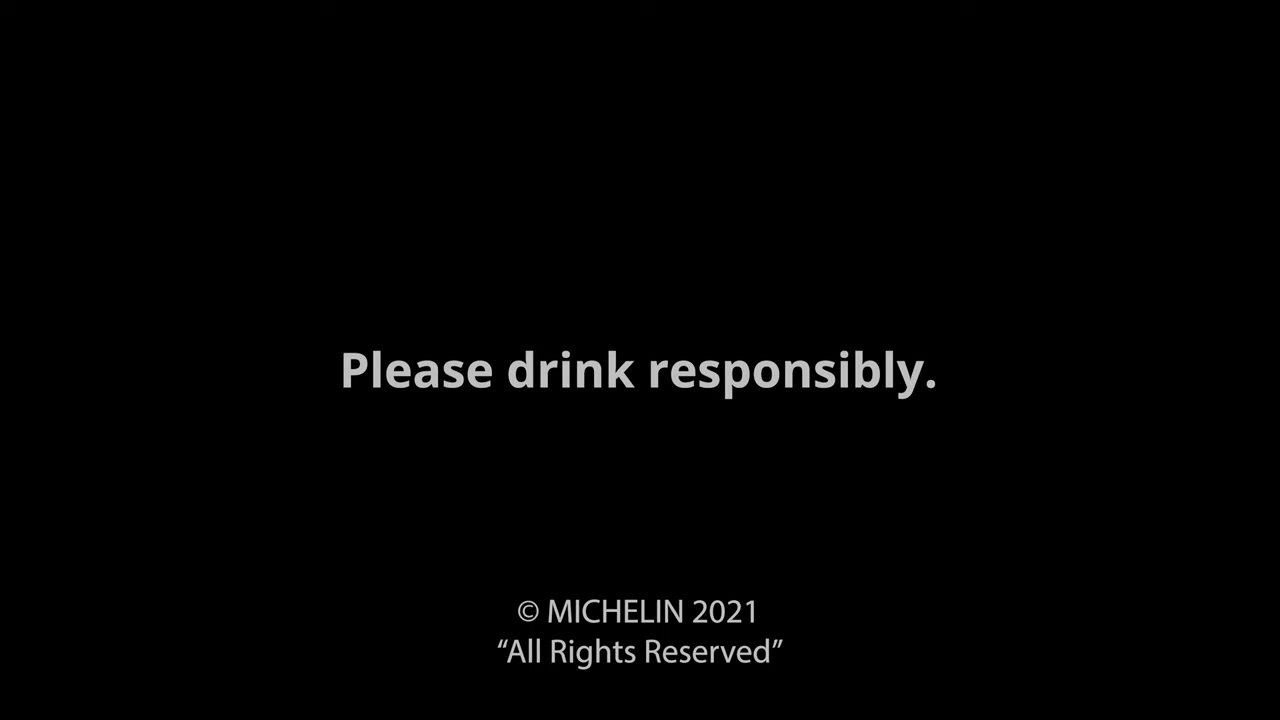 Please drink responsibly.
© MICHELIN 2021
“All Rights Reserved”